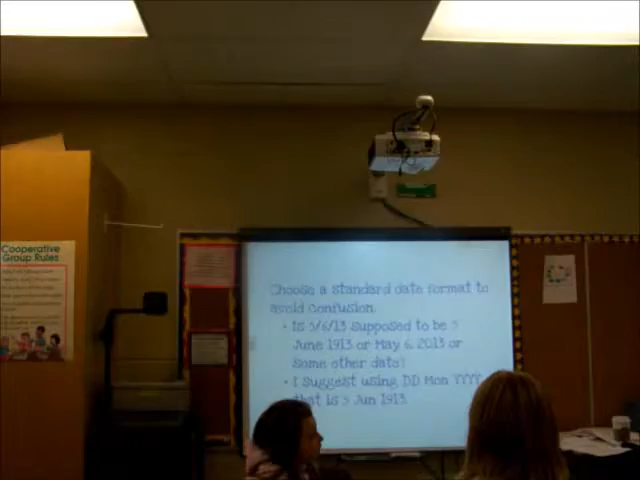 Cooperative
Group Rules
Choose a standard date format to
avoid confusion.
• Is 5/6/13 supposed to be 5
June 1913 or May 6, 2013 or
some other date?
• I suggest using DD Mon YYYY
that is 5 Jun 1913.